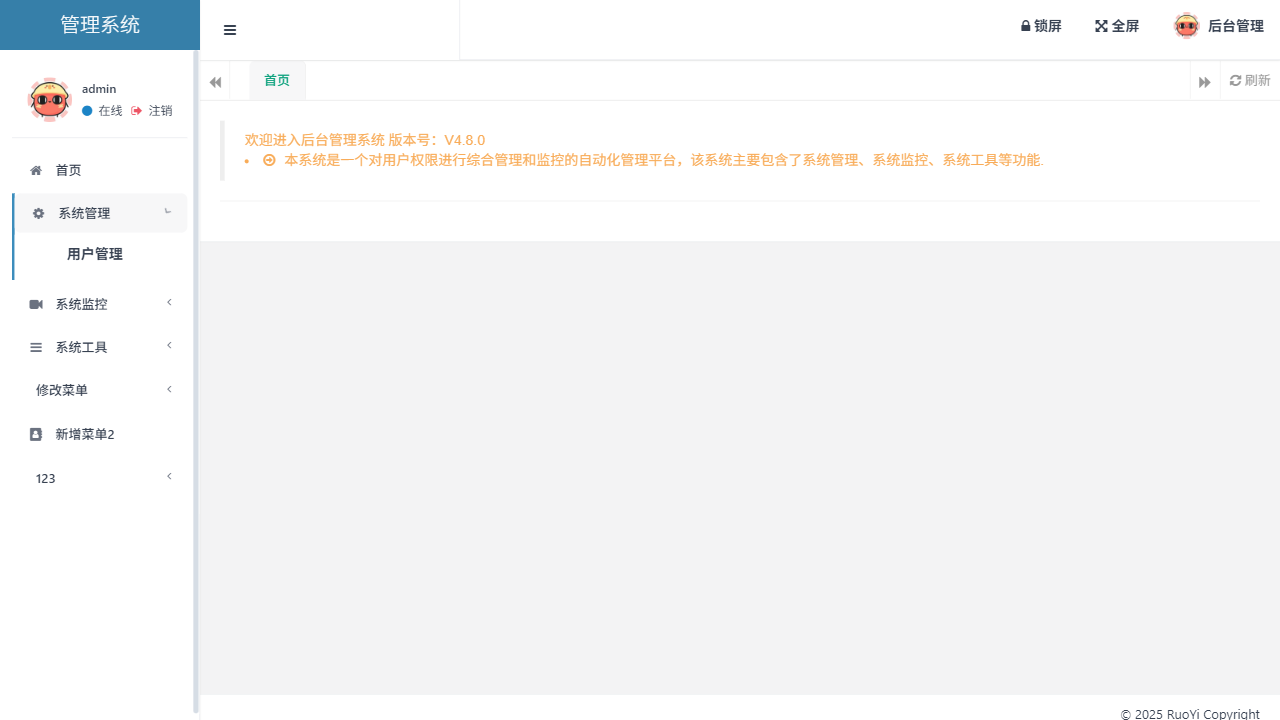 管理系统
锁屏
全屏
后台管理
admin
在线 注销
首页
刷新
欢迎进入后台管理系统 版本号：V4.8.0
本系统是一个对用户权限进行综合管理和监控的自动化管理平台，该系统主要包含了系统管理、系统监控、系统工具等功能.
首页
系统管理
用户管理
系统监控
系统工具
修改菜单
新增菜单2
123
© 2025 RuoYi Copyright